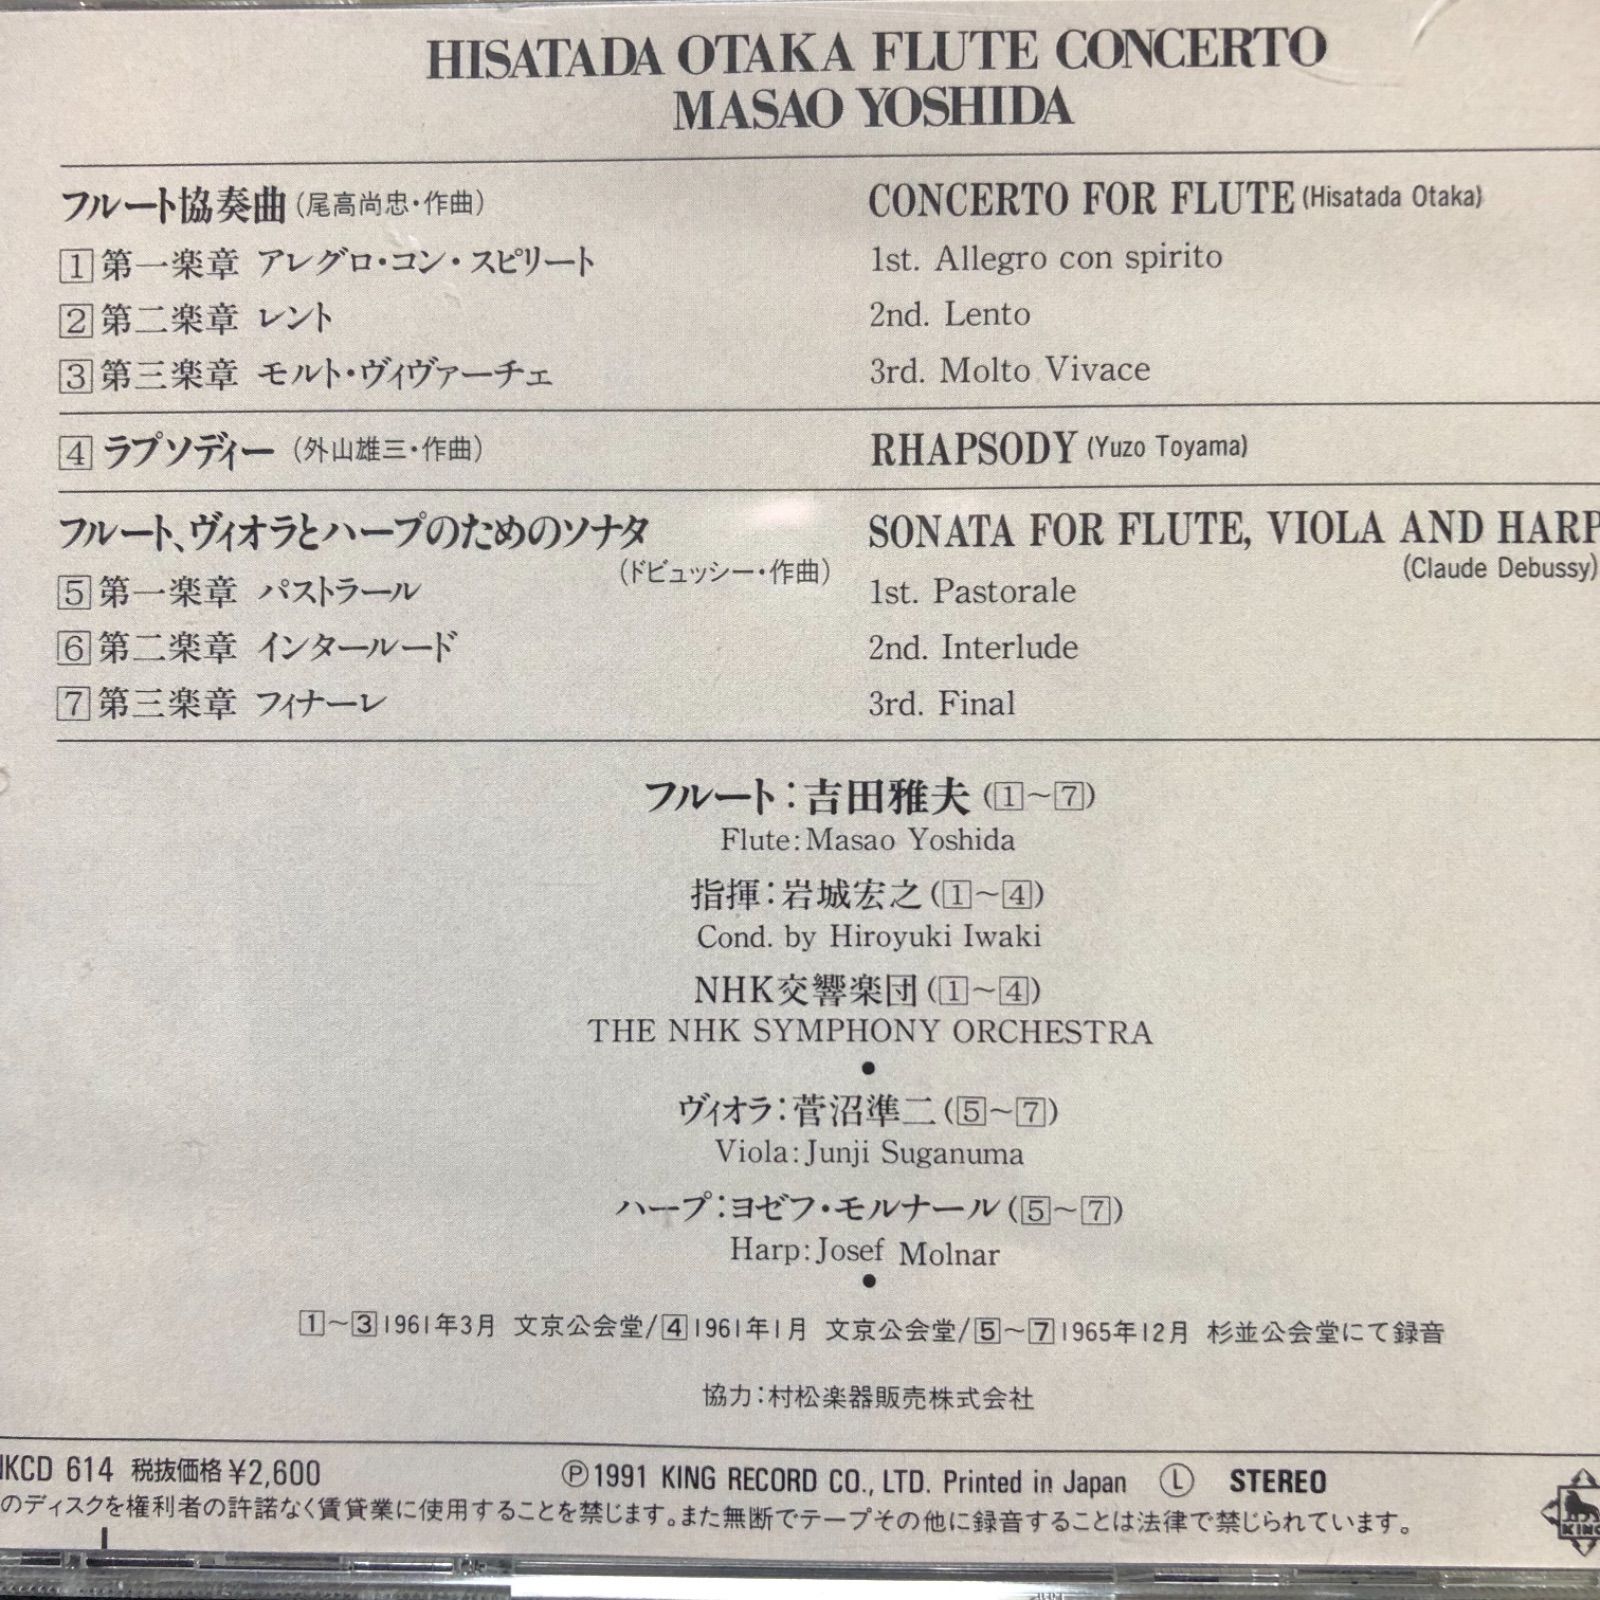 HISATADA OTAKA FLUTE CONCERTO
MASAO YOSHIDA
フルート協奏曲(尾高尚忠・作曲)
1 第一楽章 アレグロ・コン・スピリート
2 第二楽章 レント
3 第三楽章 モルト・ヴィヴァーチェ
CONCERTO FOR FLUTE (Hisatada Otaka)
1st. Allegro con spirito
2nd. Lento
3rd. Molto Vivace
4 ラプソディー (外山雄三・作曲)
RHAPSODY (Yuzo Toyama)
フルート、ヴィオラとハープのためのソナタ
(ドビュッシー・作曲)
5 第一楽章 パストラール
6 第二楽章 インタールード
7 第三楽章 フィナーレ
SONATA FOR FLUTE, VIOLA AND HARP
(Claude Debussy)
1st. Pastorale
2nd. Interlude
3rd. Final
フルート:吉田雅夫(1~7)
Flute:Masao Yoshida
指揮:岩城宏之(1~4)
Cond. by Hiroyuki Iwaki
NHK交響楽団(1~4)
THE NHK SYMPHONY ORCHESTRA
●
ヴィオラ:菅沼準二(5~7)
Viola:Junji Suganuma
ハープ:ヨゼフ・モルナール(5~7)
Harp:Josef Molnar
●
1~3 1961年3月 文京公会堂/4 1961年1月 文京公会堂/5~7 1965年12月 杉並公会堂にて録音
協力:村松楽器販売株式会社
KCD 614 税抜価格¥2,600
Ⓟ1991 KING RECORD CO., LTD. Printed in Japan Ⓛ STEREO
のディスクを権利者の許諾なく賃貸業に使用することを禁じます。また無断でテープその他に録音することは法律で禁じられています。
KING